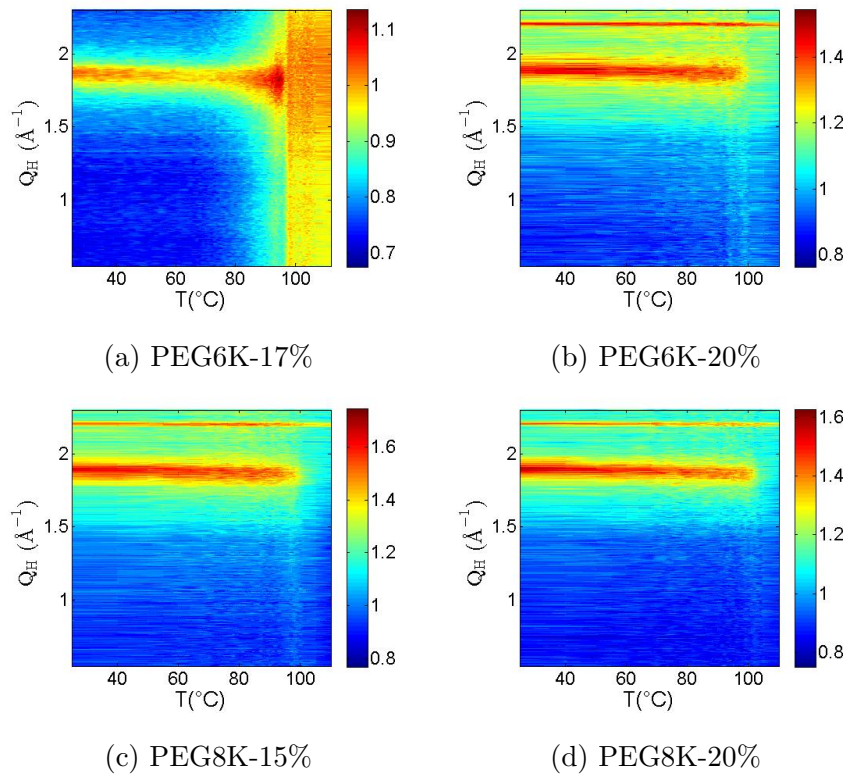 2
1.5
1
Q_H (Å⁻¹)
40 60 80 100
T(°C)
1.1
1
0.9
0.8
0.7
(a) PEG6K-17%
2
1.5
1
Q_H (Å⁻¹)
40 60 80 100
T(°C)
1.4
1.2
1
0.8
(b) PEG6K-20%
2
1.5
1
Q_H (Å⁻¹)
40 60 80 100
T(°C)
1.6
1.4
1.2
1
0.8
(c) PEG8K-15%
2
1.5
1
Q_H (Å⁻¹)
40 60 80 100
T(°C)
1.6
1.4
1.2
1
0.8
(d) PEG8K-20%